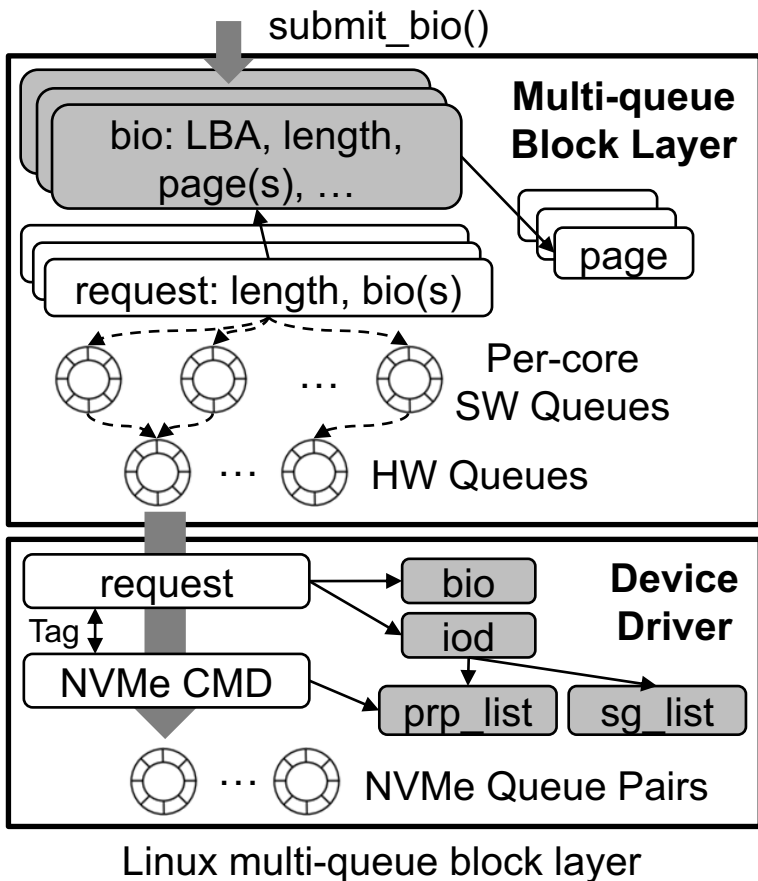 submit_bio()
Multi-queue
Block Layer
bio: LBA, length,
page(s), …
page
request: length, bio(s)
Per-core
SW Queues
…
HW Queues
…
request
bio
Device
Driver
Tag
iod
NVMe CMD
prp_list
sg_list
…
NVMe Queue Pairs
Linux multi-queue block layer